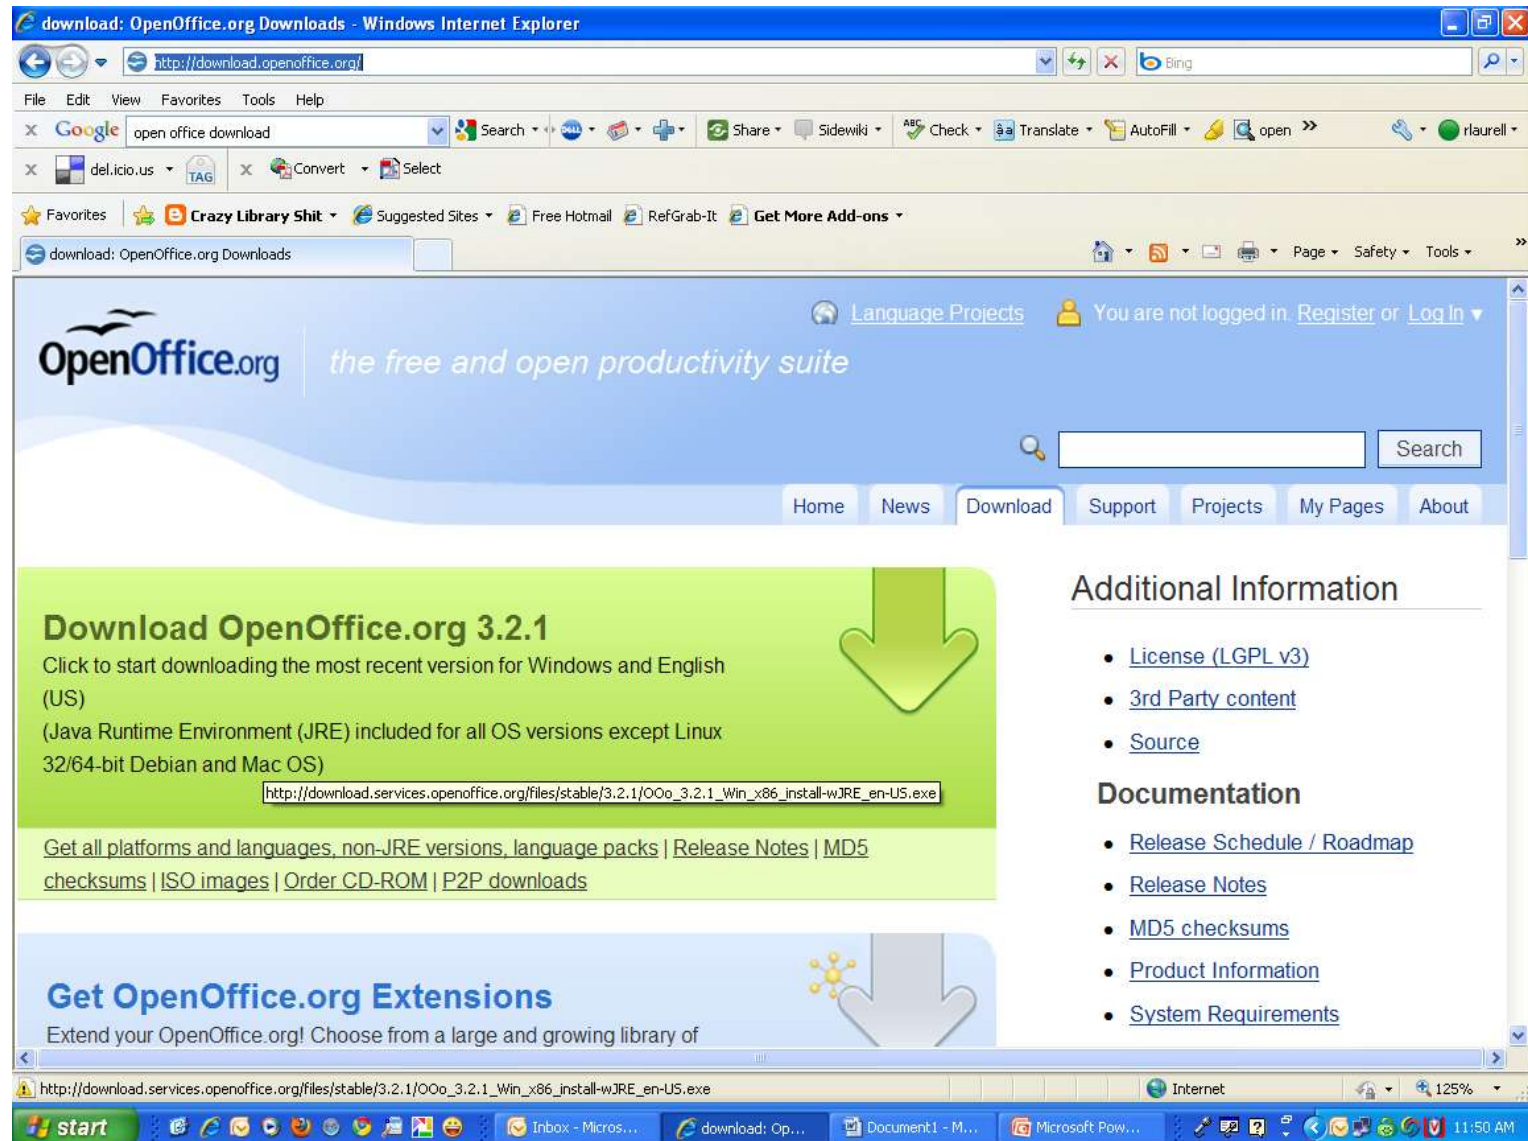 download: OpenOffice.org Downloads - Windows Internet Explorer
http://download.openoffice.org/
Bing
File Edit View Favorites Tools Help
x Google open office download Search Share Sidewiki Check Translate AutoFill open >> rlaurell
x del.icio.us TAG x Convert Select
Favorites Crazy Library Shit Suggested Sites Free Hotmail RefGrab-It Get More Add-ons
download: OpenOffice.org Downloads Page Safety Tools >>
Language Projects You are not logged in. Register or Log In
OpenOffice.org the free and open productivity suite
Search
Home News Download Support Projects My Pages About
Download OpenOffice.org 3.2.1
Click to start downloading the most recent version for Windows and English
(US)
(Java Runtime Environment (JRE) included for all OS versions except Linux
32/64-bit Debian and Mac OS)
http://download.services.openoffice.org/files/stable/3.2.1/OOo_3.2.1_Win_x86_install-wJRE_en-US.exe
Get all platforms and languages, non-JRE versions, language packs | Release Notes | MD5
checksums | ISO images | Order CD-ROM | P2P downloads
Get OpenOffice.org Extensions
Extend your OpenOffice.org! Choose from a large and growing library of
Additional Information
• License (LGPL v3)
• 3rd Party content
• Source
Documentation
• Release Schedule / Roadmap
• Release Notes
• MD5 checksums
• Product Information
• System Requirements
http://download.services.openoffice.org/files/stable/3.2.1/OOo_3.2.1_Win_x86_install-wJRE_en-US.exe Internet 125%
start Inbox - Micros... download: Op... Document1 - M... Microsoft Pow... 11:50 AM